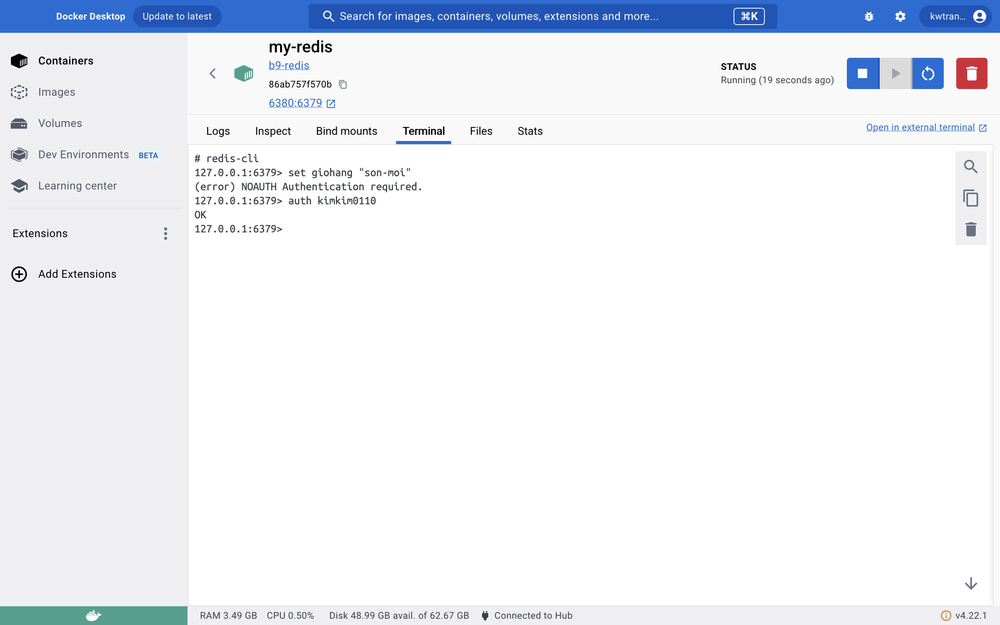 Docker Desktop Update to latest Search for images, containers, volumes, extensions and more... ⌘K kwtran...
Containers
Images
Volumes
Dev Environments BETA
Learning center
Extensions
Add Extensions
my-redis
b9-redis
86ab757f570b
6380:6379
STATUS
Running (19 seconds ago)
Logs Inspect Bind mounts Terminal Files Stats Open in external terminal
# redis-cli
127.0.0.1:6379> set giohang "son-moi"
(error) NOAUTH Authentication required.
127.0.0.1:6379> auth kimkim0110
OK
127.0.0.1:6379>
RAM 3.49 GB CPU 0.50% Disk 48.99 GB avail. of 62.67 GB Connected to Hub v4.22.1